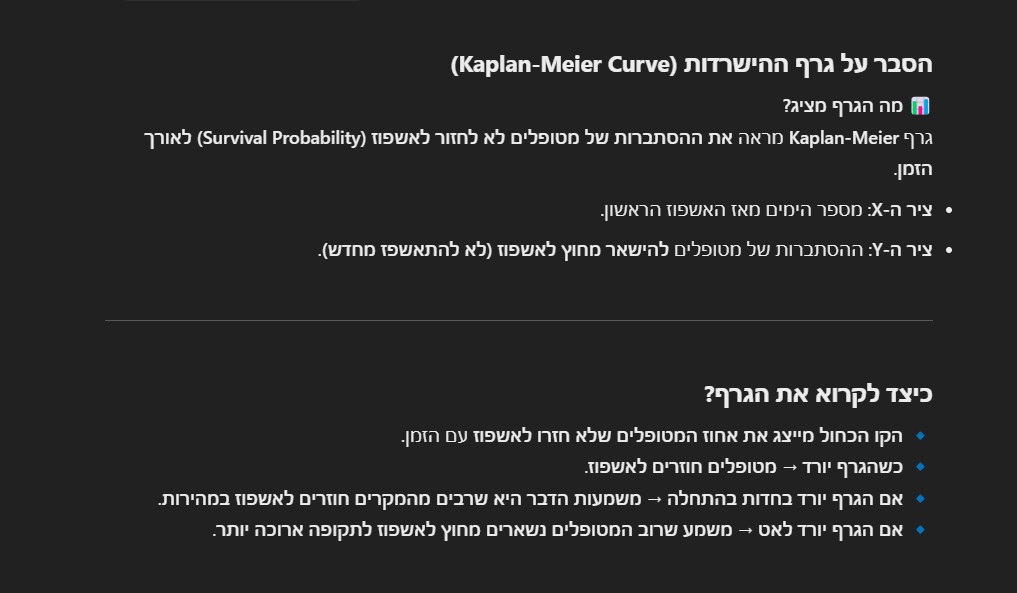 הסבר על גרף ההישרדות (Kaplan-Meier Curve)
📊 מה הגרף מציג?
גרף Kaplan-Meier מראה את ההסתברות של מטופלים לא לחזור לאשפוז (Survival Probability) לאורך
הזמן.
• ציר ה-X: מספר הימים מאז האשפוז הראשון.
• ציר ה-Y: ההסתברות של מטופלים להישאר מחוץ לאשפוז (לא להתאשפז מחדש).
כיצד לקרוא את הגרף?
🔹 הקו הכחול מייצג את אחוז המטופלים שלא חזרו לאשפוז עם הזמן.
🔹 כשהגרף יורד → מטופלים חוזרים לאשפוז.
🔹 אם הגרף יורד בחדות בהתחלה → משמעות הדבר היא שרבים מהמקרים חוזרים לאשפוז במהירות.
🔹 אם הגרף יורד לאט → משמע שרוב המטופלים נשארים מחוץ לאשפוז לתקופה ארוכה יותר.